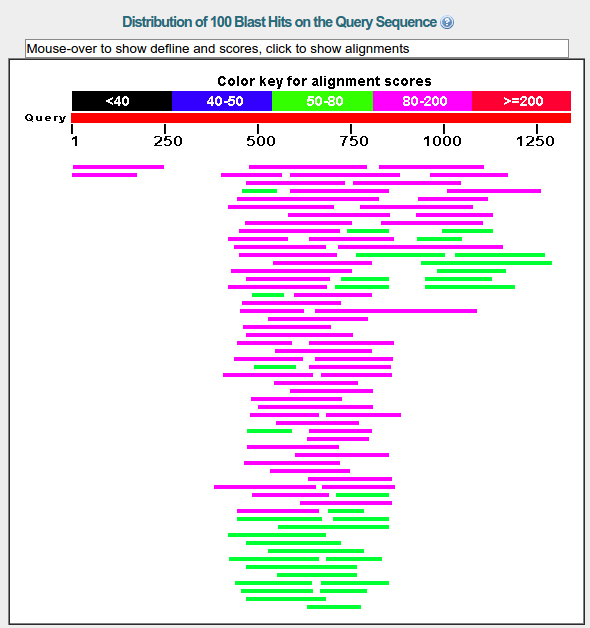 Distribution of 100 Blast Hits on the Query Sequence ?
Mouse-over to show defline and scores, click to show alignments
Color key for alignment scores
<40 40-50 50-80 80-200 >=200
Query
1 250 500 750 1000 1250